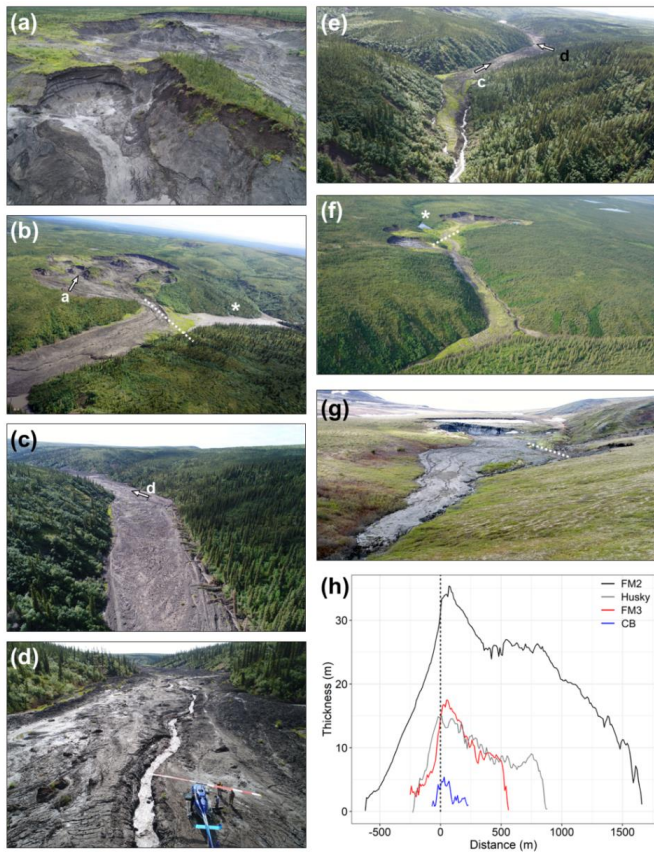 (a)
(b)
a
*
(c)
d
(d)
(e)
c
d
(f)
*
(g)
(h)
FM2
Husky
FM3
CB
Thickness (m)
30
20
10
0
-500
0
500
1000
1500
Distance (m)